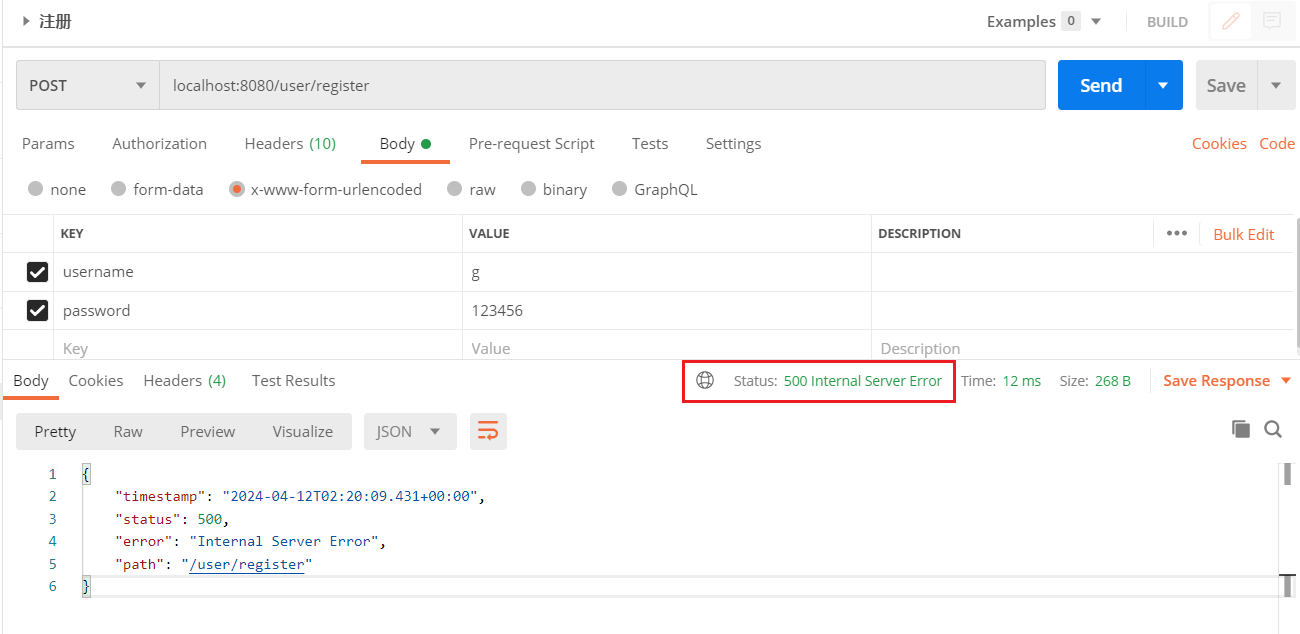 注册 Examples 0 BUILD
POST localhost:8080/user/register Send Save
Params Authorization Headers (10) Body Pre-request Script Tests Settings Cookies Code
none form-data x-www-form-urlencoded raw binary GraphQL
KEY VALUE DESCRIPTION ••• Bulk Edit
username g
password 123456
Key Value Description
Body Cookies Headers (4) Test Results Status: 500 Internal Server Error Time: 12 ms Size: 268 B Save Response
Pretty Raw Preview Visualize JSON
1 {
2 "timestamp": "2024-04-12T02:20:09.431+00:00",
3 "status": 500,
4 "error": "Internal Server Error",
5 "path": "/user/register"
6 }